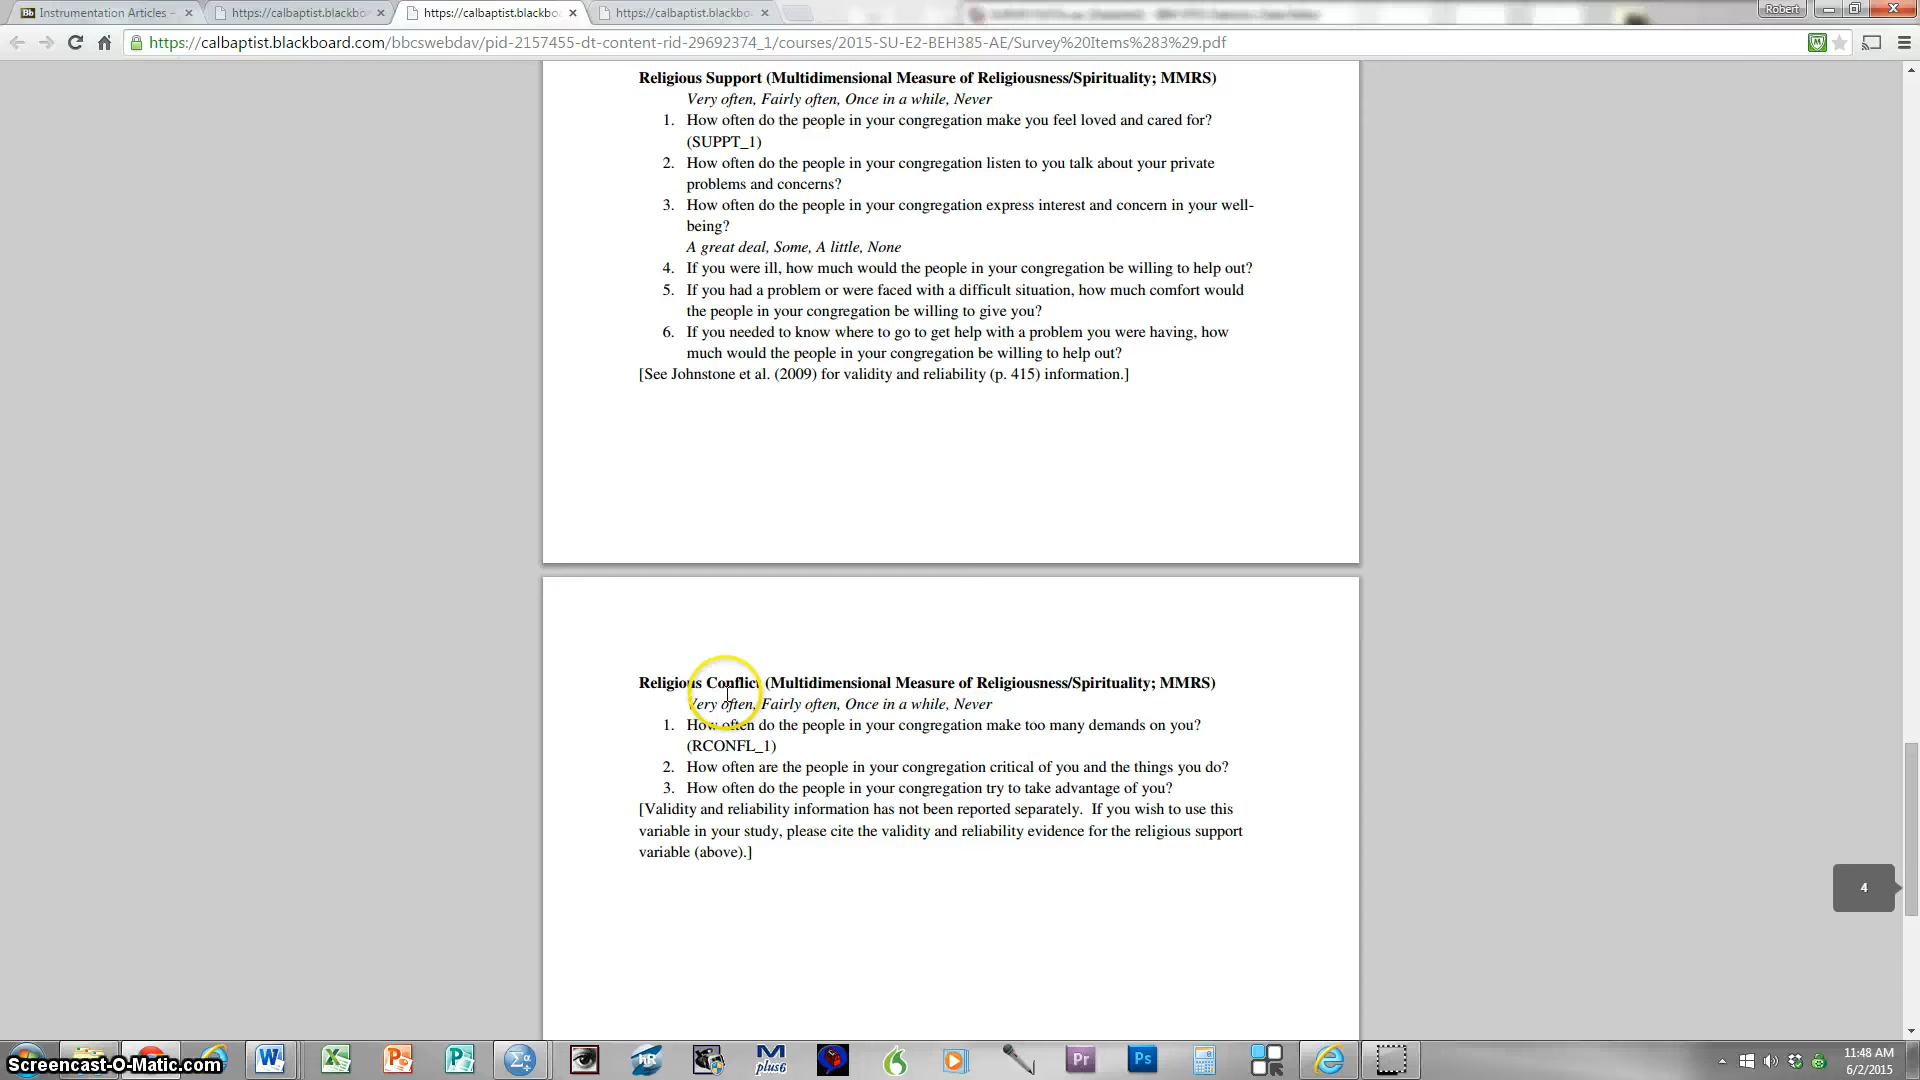 Instrumentation Articles –
https://calbaptist.blackbo
https://calbaptist.blackbo
https://calbaptist.blackbo
Robert
https://calbaptist.blackboard.com/bbcswebdav/pid-2157455-dt-content-rid-29692374_1/courses/2015-SU-E2-BEH385-AE/Survey%20Items%283%29.pdf
Religious Support (Multidimensional Measure of Religiousness/Spirituality; MMRS)
Very often, Fairly often, Once in a while, Never
1. How often do the people in your congregation make you feel loved and cared for?
(SUPPT_1)
2. How often do the people in your congregation listen to you talk about your private
problems and concerns?
3. How often do the people in your congregation express interest and concern in your well-
being?
A great deal, Some, A little, None
4. If you were ill, how much would the people in your congregation be willing to help out?
5. If you had a problem or were faced with a difficult situation, how much comfort would
the people in your congregation be willing to give you?
6. If you needed to know where to go to get help with a problem you were having, how
much would the people in your congregation be willing to help out?
[See Johnstone et al. (2009) for validity and reliability (p. 415) information.]
Religious Conflict (Multidimensional Measure of Religiousness/Spirituality; MMRS)
Very often, Fairly often, Once in a while, Never
1. How often do the people in your congregation make too many demands on you?
(RCONFL_1)
2. How often are the people in your congregation critical of you and the things you do?
3. How often do the people in your congregation try to take advantage of you?
[Validity and reliability information has not been reported separately.  If you wish to use this
variable in your study, please cite the validity and reliability evidence for the religious support
variable (above).]
4
Screencast-O-Matic.com
11:48 AM
6/2/2015